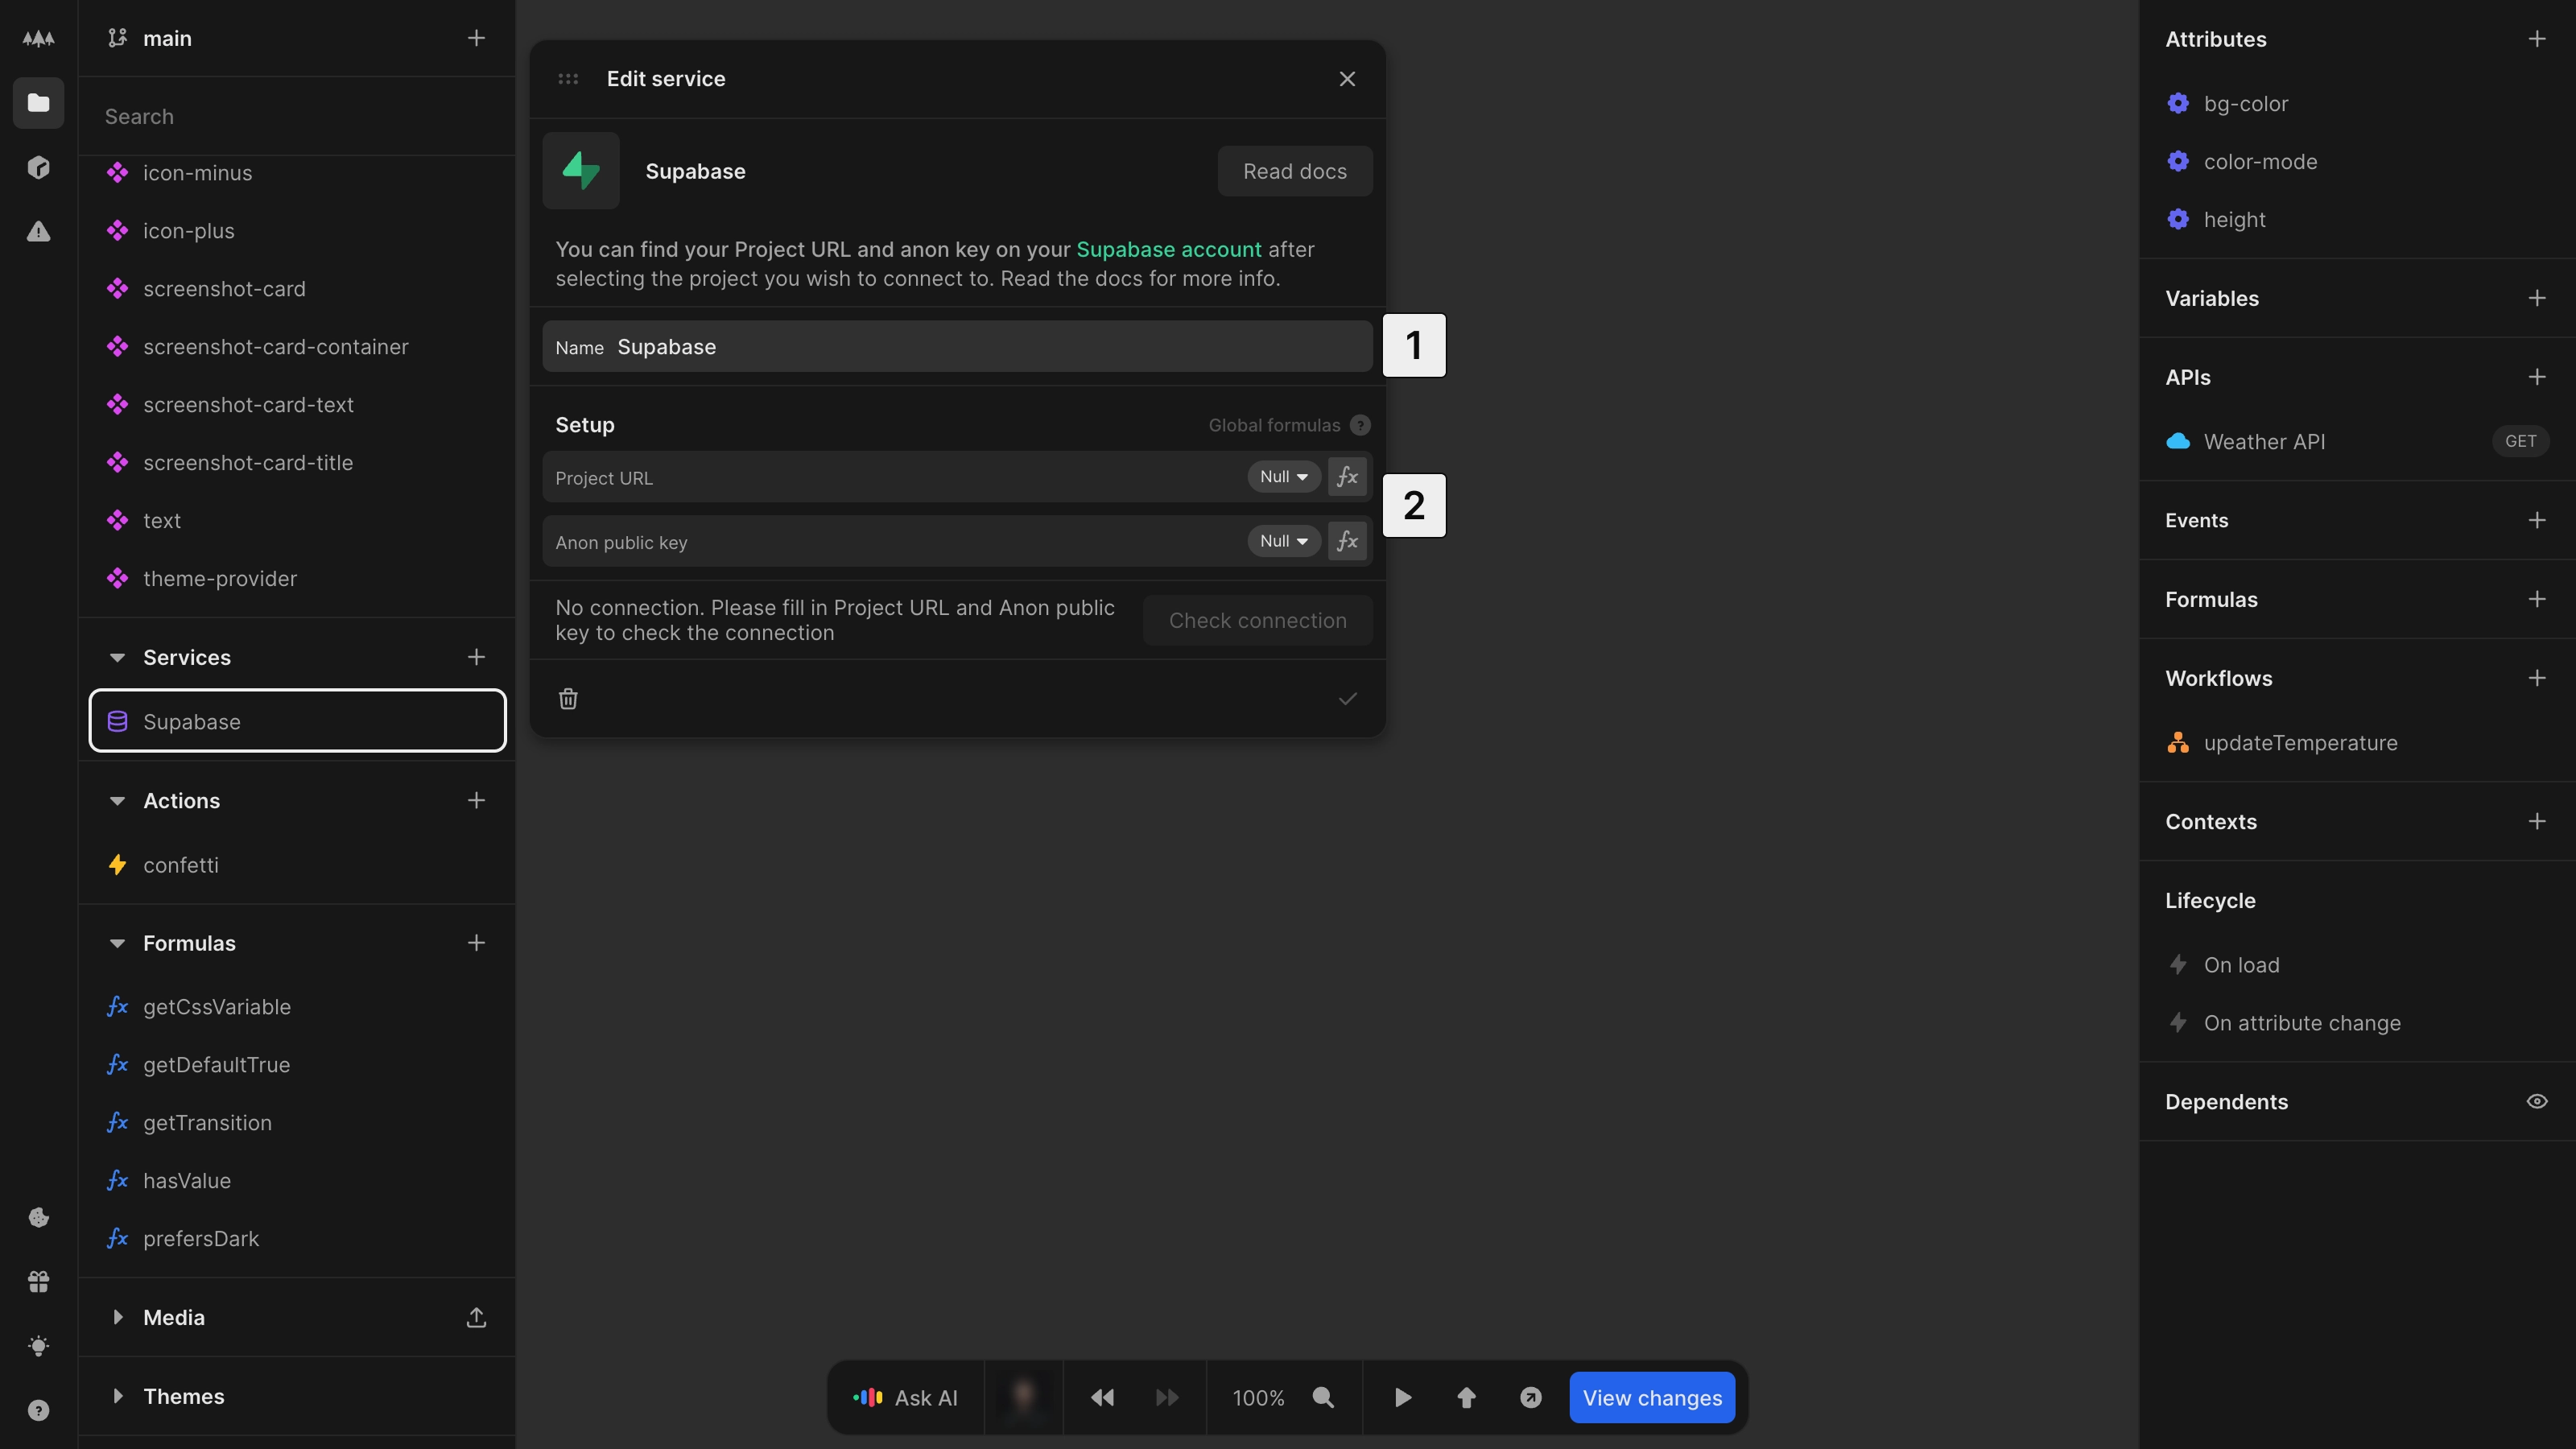 main
Search
icon-minus
icon-plus
screenshot-card
screenshot-card-container
screenshot-card-text
screenshot-card-title
text
theme-provider
Services
Supabase
Actions
confetti
Formulas
getCssVariable
getDefaultTrue
getTransition
hasValue
prefersDark
Media
Themes
Edit service
Supabase
Read docs
You can find your Project URL and anon key on your Supabase account after
selecting the project you wish to connect to. Read the docs for more info.
Name Supabase
1
Setup
Global formulas ?
Project URL
Null
fx
2
Anon public key
Null
fx
No connection. Please fill in Project URL and Anon public
key to check the connection
Check connection
Ask AI
100%
View changes
Attributes
bg-color
color-mode
height
Variables
APIs
Weather API
GET
Events
Formulas
Workflows
updateTemperature
Contexts
Lifecycle
On load
On attribute change
Dependents